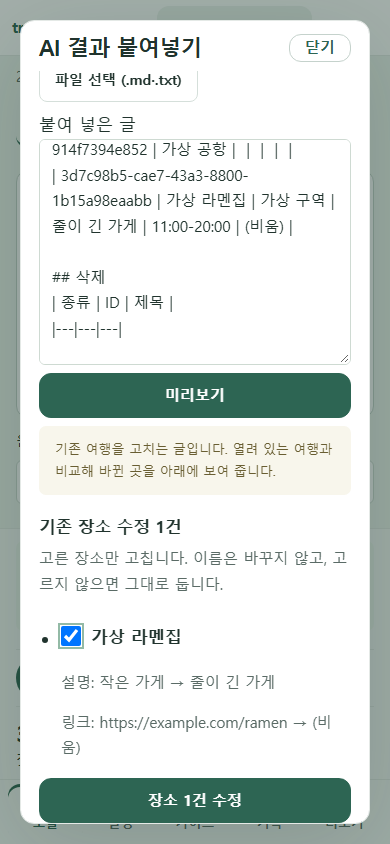 AI 결과 붙여넣기
닫기
파일 선택 (.md·.txt)
붙여 넣은 글
914f7394e852 | 가상 공항 | | | | |
| 3d7c98b5-cae7-43a3-8800-
1b15a98eaabb | 가상 라멘집 | 가상 구역 |
줄이 긴 가게 | 11:00-20:00 | (비움) |
## 삭제
| 종류 | ID | 제목 |
|---|---|---|
미리보기
기존 여행을 고치는 글입니다. 열려 있는 여행과
비교해 바뀐 곳을 아래에 보여 줍니다.
기존 장소 수정 1건
고른 장소만 고칩니다. 이름은 바꾸지 않고, 고
르지 않으면 그대로 둡니다.
가상 라멘집
설명: 작은 가게 → 줄이 긴 가게
링크: https://example.com/ramen → (비
움)
장소 1건 수정